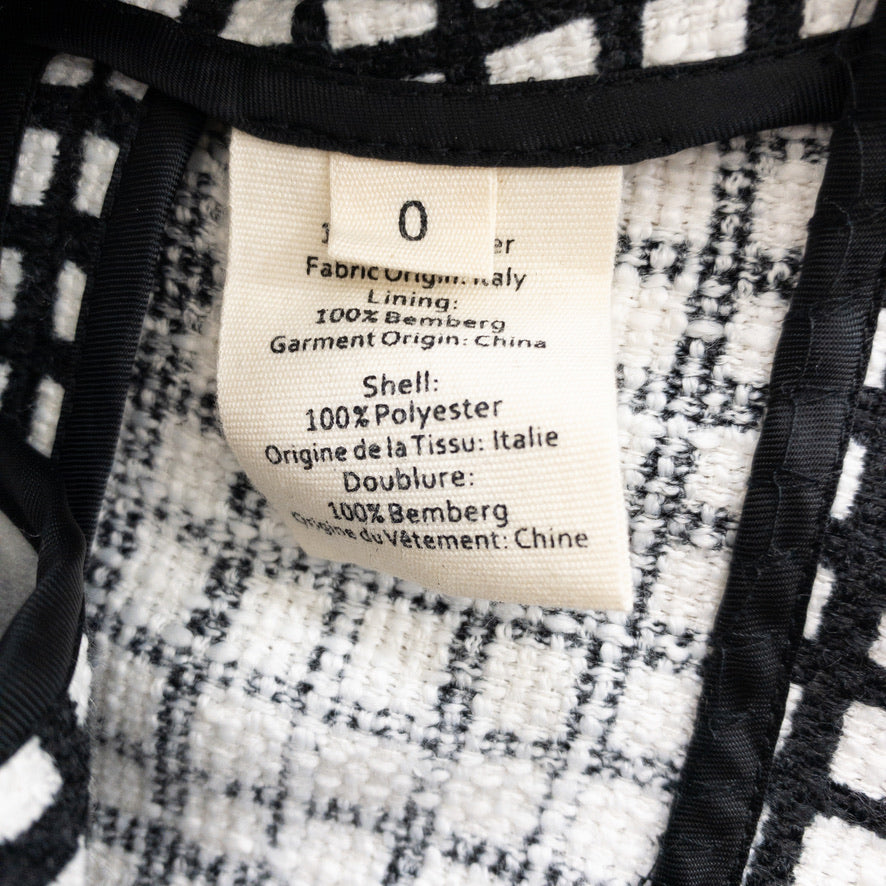 0
Fabric Origin: Italy
Lining:
100% Bemberg
Garment Origin: China
Shell:
100% Polyester
Origine de la Tissu: Italie
Doublure:
100% Bemberg
Origine du Vêtement: Chine